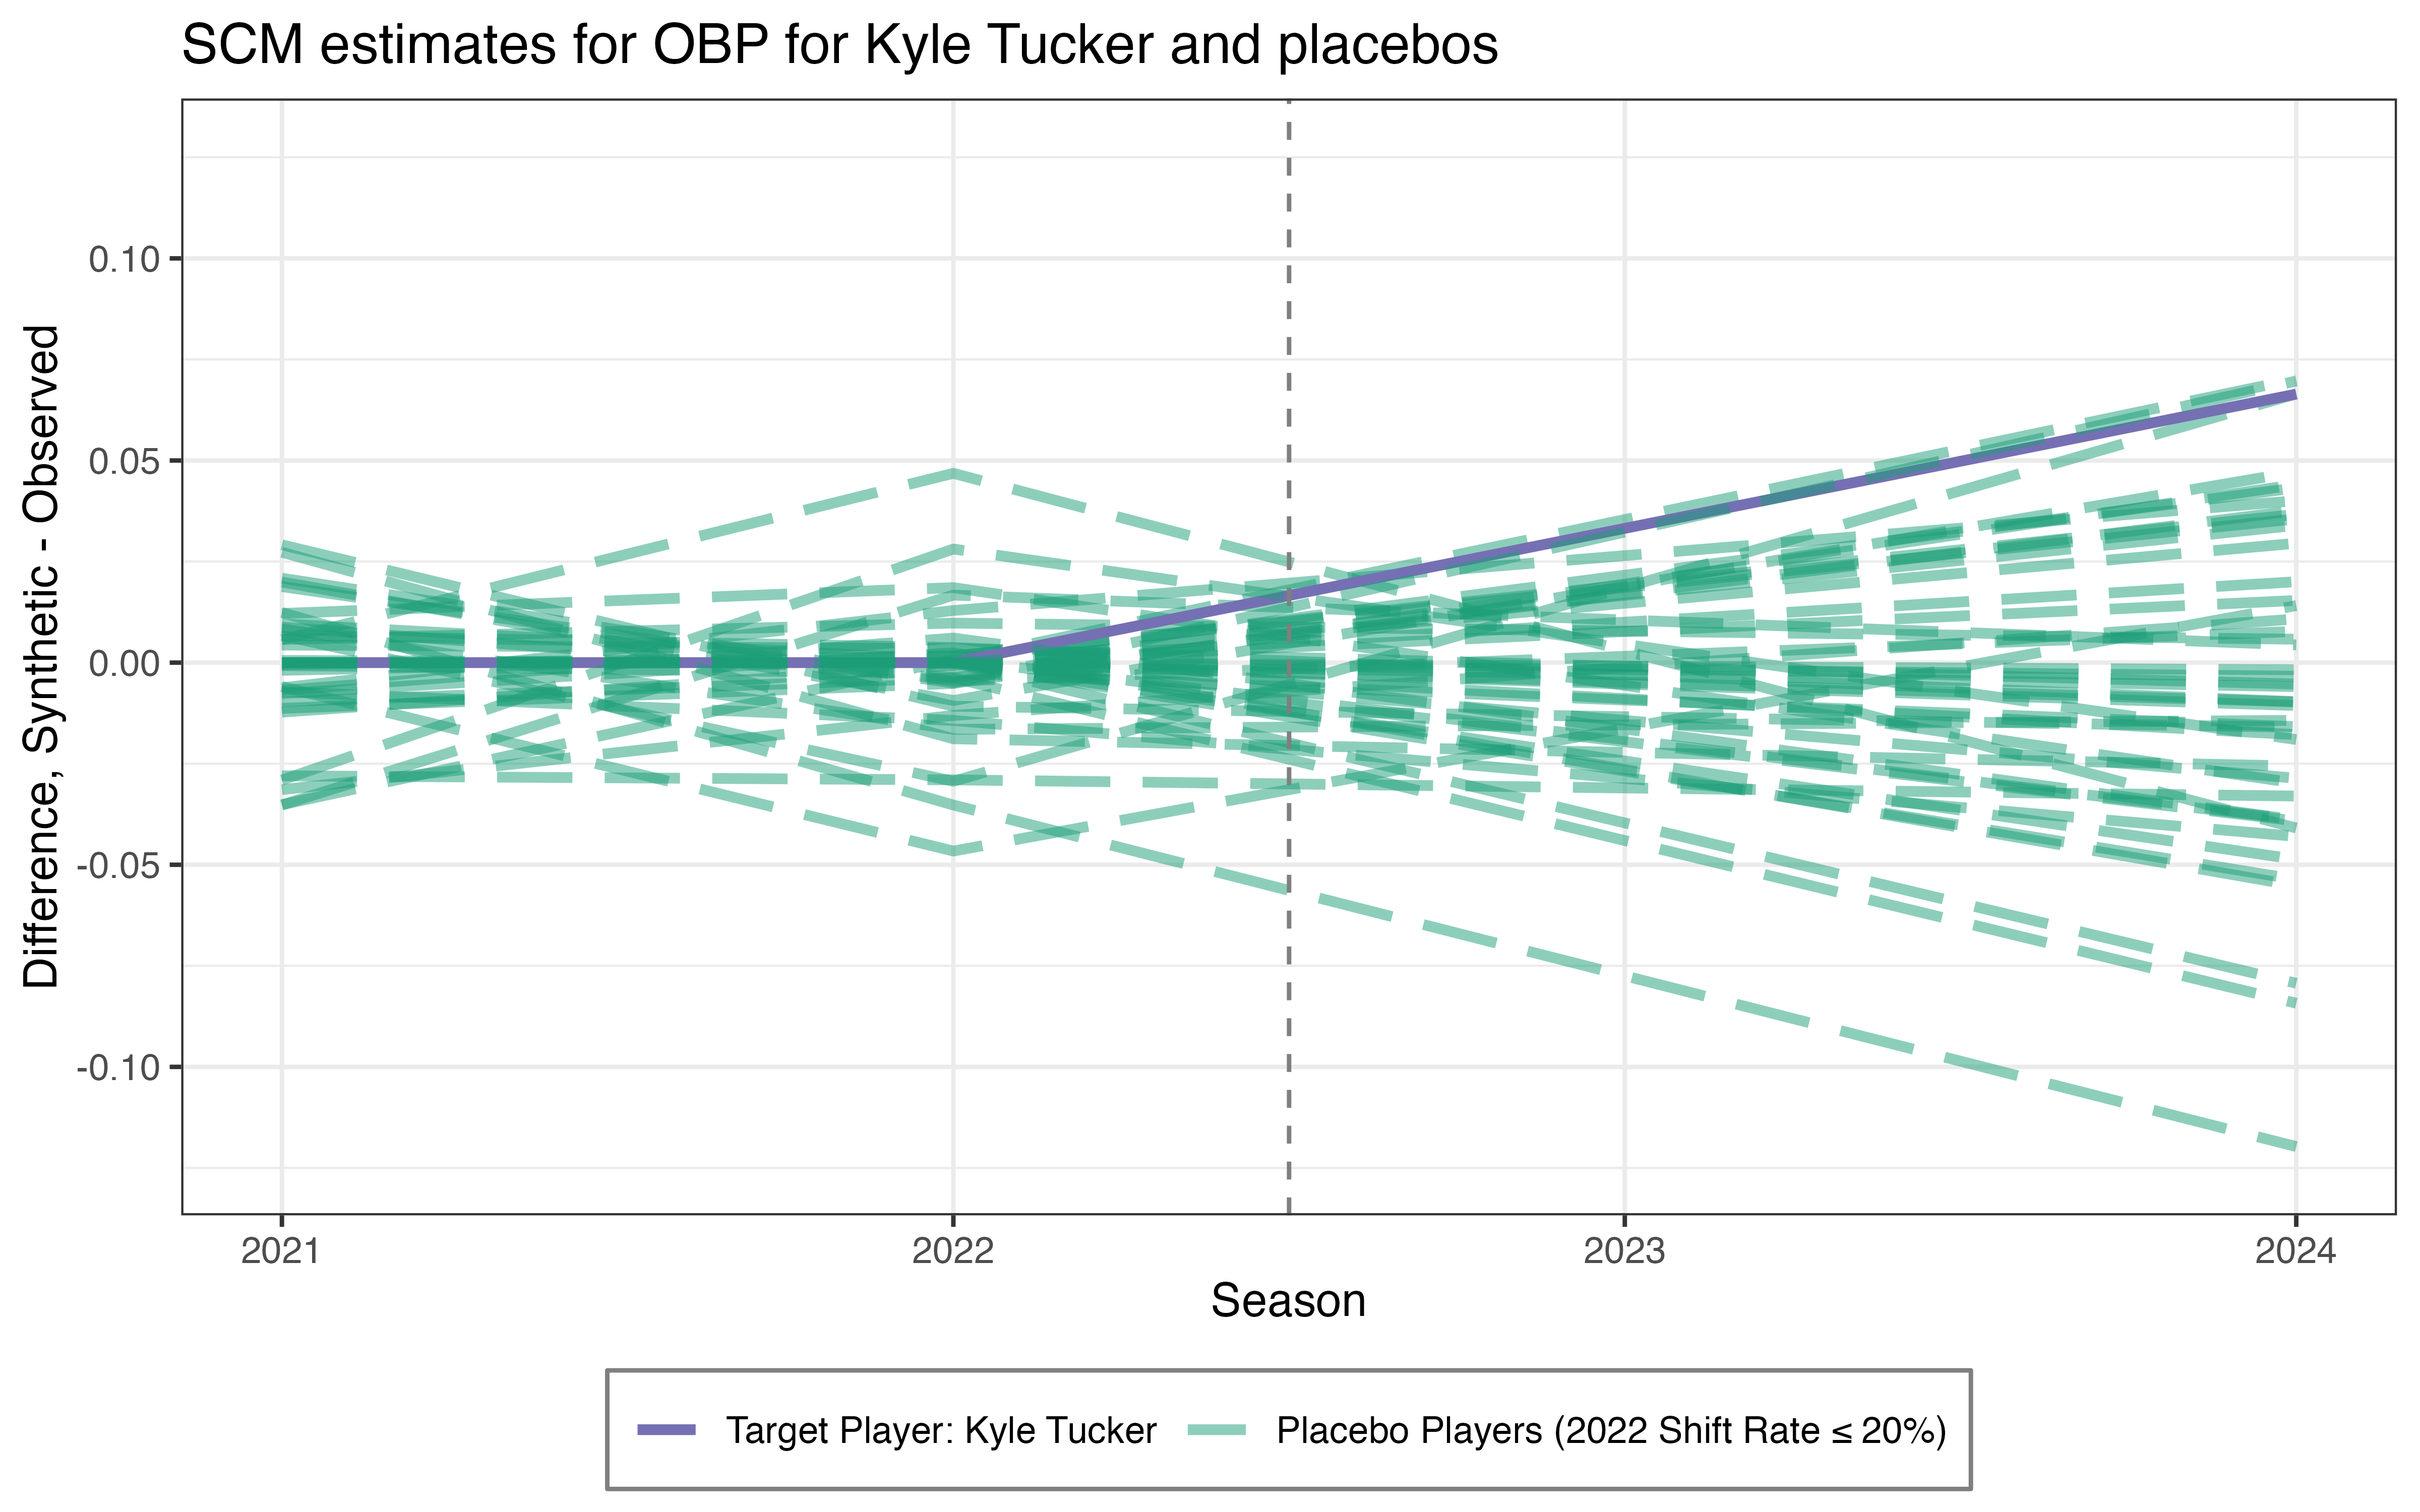 SCM estimates for OBP for Kyle Tucker and placebos
Difference, Synthetic - Observed
0.10
0.05
0.00
-0.05
-0.10
2021 2022 2023 2024
Season
Target Player: Kyle Tucker Placebo Players (2022 Shift Rate ≤ 20%)